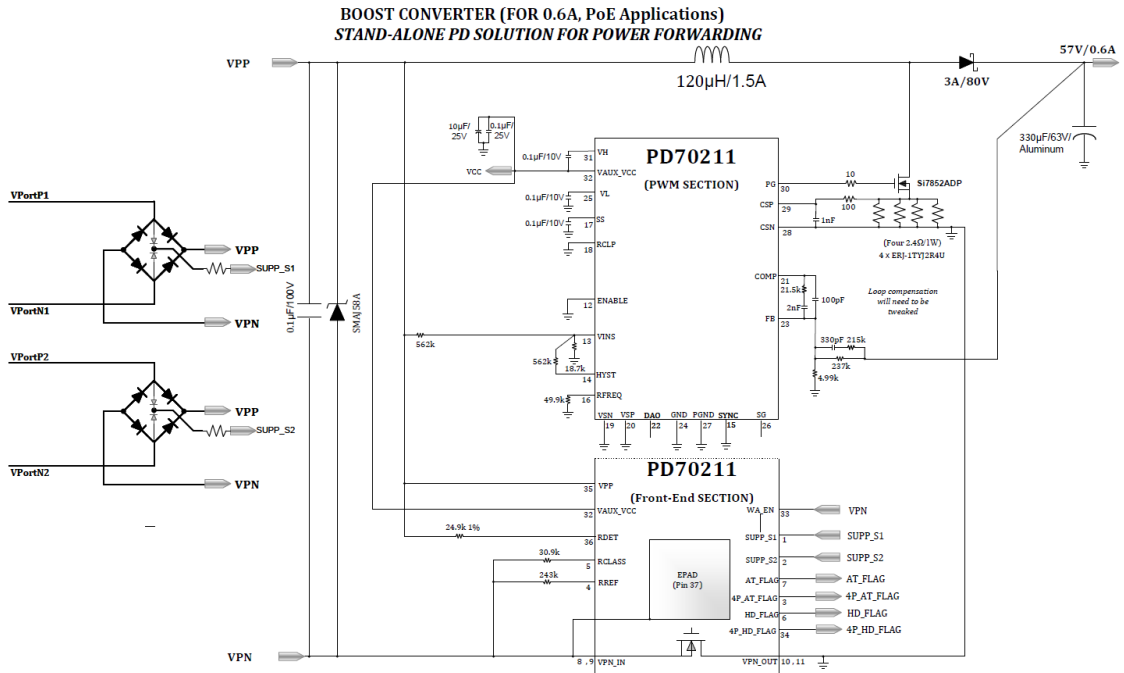 BOOST CONVERTER (FOR 0.6A, PoE Applications)
STAND-ALONE PD SOLUTION FOR POWER FORWARDING
VPP
120µH/1.5A
3A/80V
57V/0.6A
330µF/63V/
Aluminum
10µF/
25V
0.1µF/
25V
0.1µF/10V
VCC
0.1µF/10V
0.1µF/10V
PD70211
(PWM SECTION)
31 VH
32 VAUX_VCC
25 VL
17 SS
18 RCLP
12 ENABLE
13 VINS
14 HYST
16 RFREQ
562k
562k
18.7k
49.9k
VSN VSP DAO GND PGND SYNC SG
19 20 22 24 27 15 26
PG 30
CSP 29
CSN 28
COMP 21
FB 23
10
Si7852ADP
100
1nF
(Four 2.4Ω/1W)
4 x ERJ-1TYJ2R4U
21.5k
2nF
100pF
Loop compensation
will need to be
tweaked
330pF 215k
237k
4.99k
VPortP1
VPP
SUPP_S1
VPortN1
VPN
VPortP2
VPP
SUPP_S2
VPortN2
VPN
0.1µF/100V
SMAJ58A
PD70211
(Front-End SECTION)
35 VPP
32 VAUX_VCC
24.9k 1%
36 RDET
30.9k
5 RCLASS
243k
4 RREF
EPAD
(Pin 37)
WA_EN 33 VPN
SUPP_S1 1 SUPP_S1
SUPP_S2 2 SUPP_S2
AT_FLAG 7 AT_FLAG
4P_AT_FLAG 3 4P_AT_FLAG
HD_FLAG 6 HD_FLAG
4P_HD_FLAG 34 4P_HD_FLAG
VPN
8 ,9 VPN_IN
VPN_OUT 10, 11